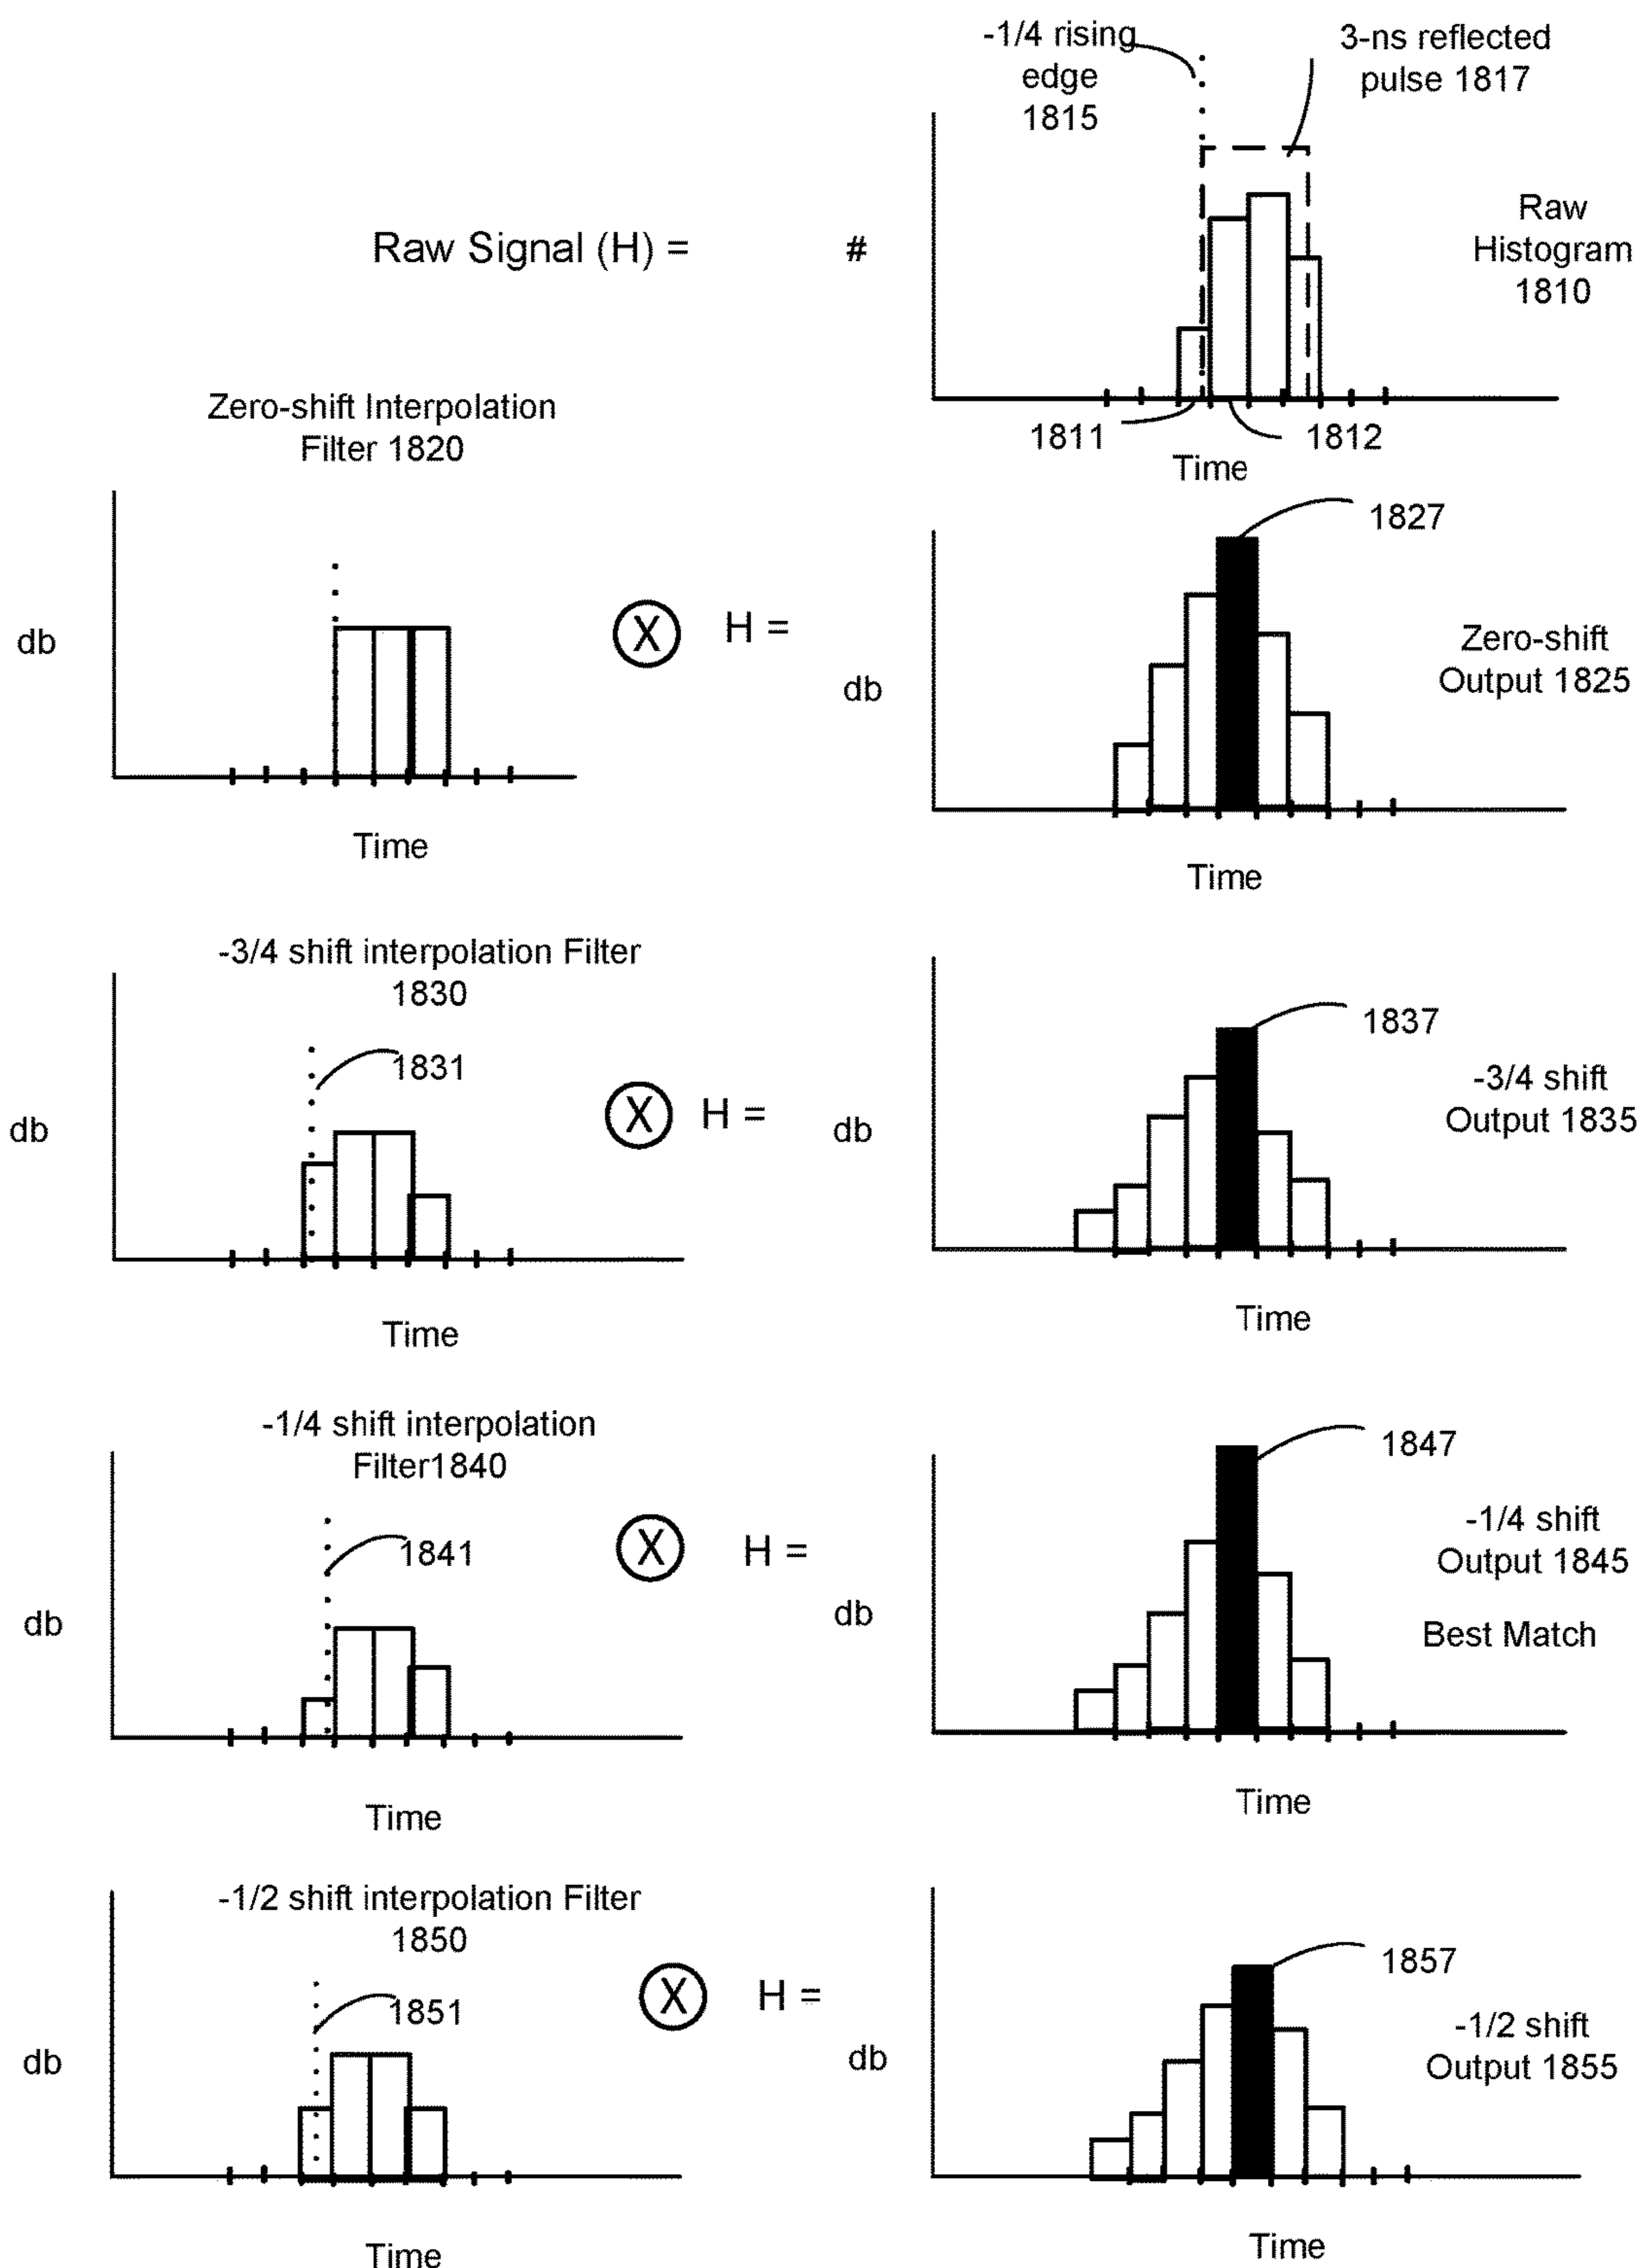 -1/4 rising
edge
1815
3-ns reflected
pulse 1817
Raw Signal (H) =
#
Raw
Histogram
1810
1811
1812
Time
Zero-shift Interpolation
Filter 1820
db
Time
X
H =
db
1827
Zero-shift
Output 1825
Time
-3/4 shift interpolation Filter
1830
1831
db
Time
X
H =
db
1837
-3/4 shift
Output 1835
Time
-1/4 shift interpolation
Filter1840
1841
db
Time
X
H =
db
1847
-1/4 shift
Output 1845
Best Match
Time
-1/2 shift interpolation Filter
1850
1851
db
Time
X
H =
db
1857
-1/2 shift
Output 1855
Time